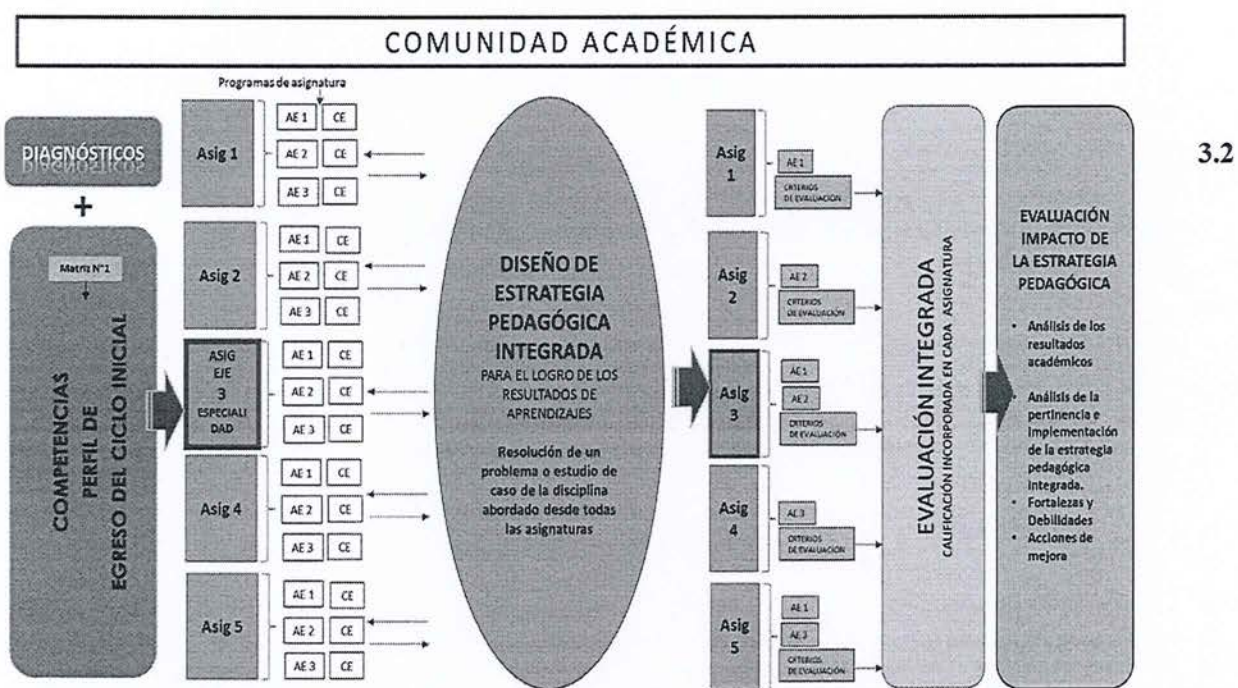 COMUNIDAD ACADÉMICA
Programas de asignatura
DIAGNÓSTICOS
+
Matriz N°1
COMPETENCIAS
PERFIL DE
EGRESO DEL CICLO INICIAL
Asig 1
AE 1 CE
AE 2 CE
AE 3 CE
Asig 2
AE 1 CE
AE 2 CE
AE 3 CE
ASIG
EJE
3
ESPECIALI
DAD
AE 1 CE
AE 2 CE
AE 3 CE
Asig 4
AE 1 CE
AE 2 CE
AE 3 CE
Asig 5
AE 1 CE
AE 2 CE
AE 3 CE
DISEÑO DE
ESTRATEGIA
PEDAGÓGICA
INTEGRADA
PARA EL LOGRO DE LOS
RESULTADOS DE
APRENDIZAJES
Resolución de un
problema o estudio de
caso de la disciplina
abordado desde todas
las asignaturas
Asig
1
AE 1
CRITERIOS
DE EVALUACIÓN
Asig
2
AE 2
CRITERIOS
DE EVALUACIÓN
Asig
3
AE 1
AE 2
CRITERIOS
DE EVALUACIÓN
Asig
4
AE 3
CRITERIOS
DE EVALUACIÓN
Asig
5
AE 1
AE 3
CRITERIOS
DE EVALUACIÓN
EVALUACIÓN INTEGRADA
CALIFICACIÓN INCORPORADA EN CADA ASIGNATURA
EVALUACIÓN
IMPACTO DE
LA ESTRATEGIA
PEDAGÓGICA
• Análisis de los
resultados
académicos
• Análisis de la
pertinencia e
implementación
de la estrategia
pedagógica
integrada.
• Fortalezas y
Debilidades
• Acciones de
mejora
3.2